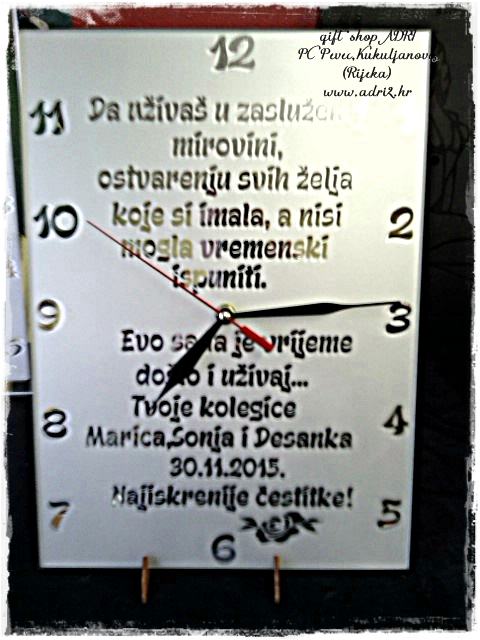 gift shop ADRI
PC Pevec, Kukuljanovo
(Rijeka)
www.adri2.hr
12
11
Da uživaš u zasluženoj
mirovini,
ostvarenju svih želja
10
koje si imala, a nisi
2
mogla vremenski
ispuniti.
9
3
Evo sada je vrijeme
došlo i uživaj...
Tvoje kolegice
8
4
Marica,Sonja i Desanka
30.11.2015.
Najiskrenije čestitke!
7
5
6